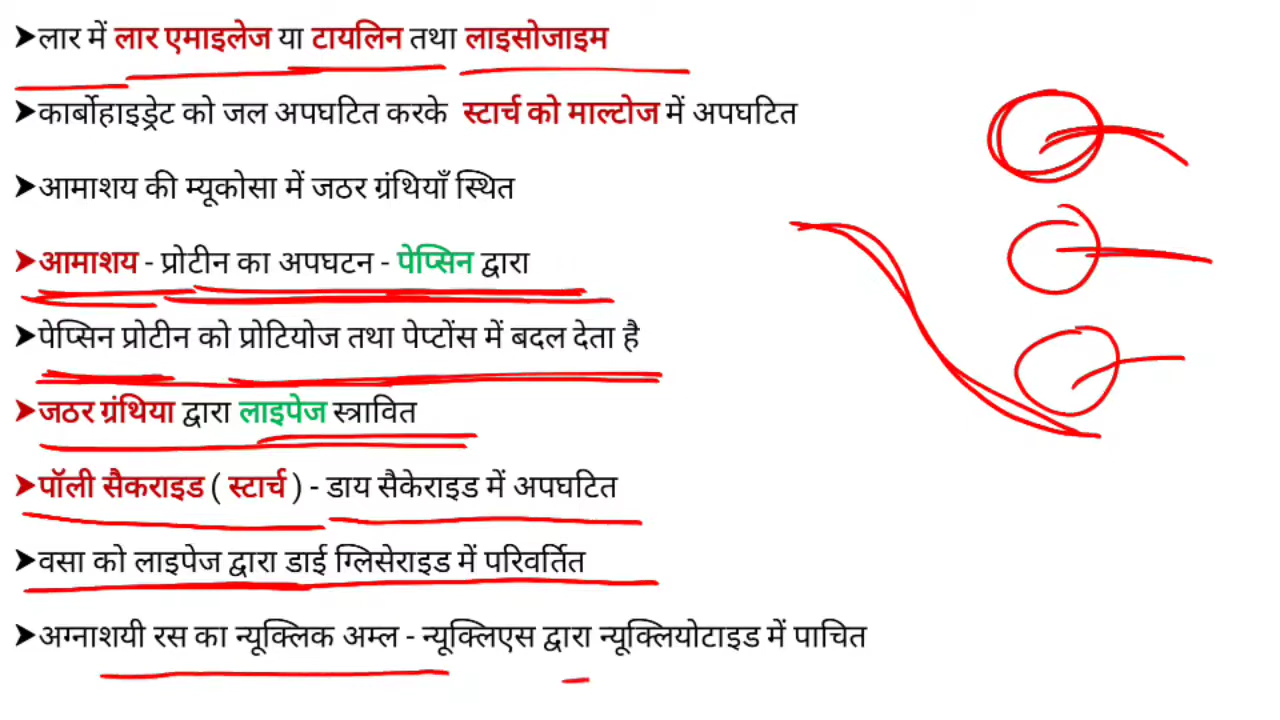 ➤लार में लार एमाइलेज या टायलिन तथा लाइसोजाइम
➤कार्बोहाइड्रेट को जल अपघटित करके स्टार्च को माल्टोज में अपघटित
➤आमाशय की म्यूकोसा में जठर ग्रंथियाँ स्थित
➤आमाशय - प्रोटीन का अपघटन - पेप्सिन द्वारा
➤पेप्सिन प्रोटीन को प्रोटियोज तथा पेप्टोंस में बदल देता है
➤जठर ग्रंथिया द्वारा लाइपेज स्त्रावित
➤पॉली सैकराइड ( स्टार्च ) - डाय सैकेराइड में अपघटित
➤वसा को लाइपेज द्वारा डाई ग्लिसेराइड में परिवर्तित
➤अग्नाशयी रस का न्यूक्लिक अम्ल - न्यूक्लिएस द्वारा न्यूक्लियोटाइड में पाचित